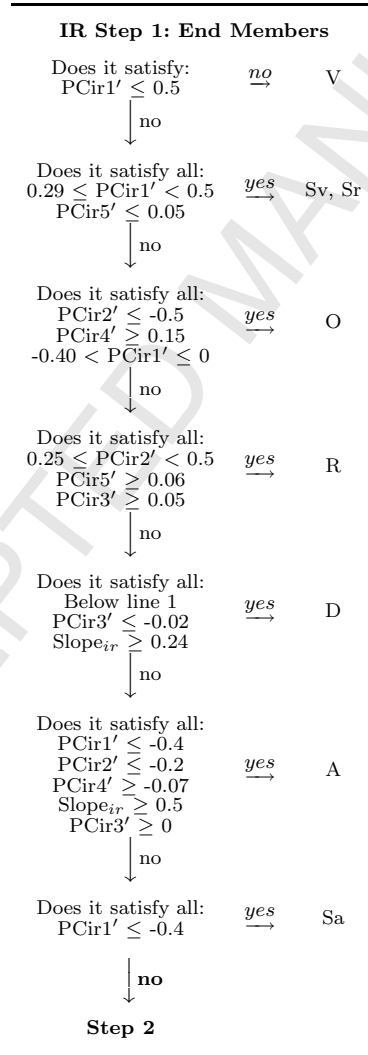 IR Step 1: End Members
Does it satisfy:
PCir1′ ≤ 0.5 no → V
no
Does it satisfy all:
0.29 ≤ PCir1′ < 0.5 yes → Sv, Sr
PCir5′ ≤ 0.05
no
Does it satisfy all:
PCir2′ ≤ -0.5 yes → O
PCir4′ ≥ 0.15
-0.40 < PCir1′ ≤ 0
no
Does it satisfy all:
0.25 ≤ PCir2′ < 0.5 yes → R
PCir5′ ≥ 0.06
PCir3′ ≥ 0.05
no
Does it satisfy all:
Below line 1 yes → D
PCir3′ ≤ -0.02
Slope_ir ≥ 0.24
no
Does it satisfy all:
PCir1′ ≤ -0.4
PCir2′ ≤ -0.2 yes → A
PCir4′ ≥ -0.07
Slope_ir ≥ 0.5
PCir3′ ≥ 0
no
Does it satisfy all: yes → Sa
PCir1′ ≤ -0.4
no
Step 2